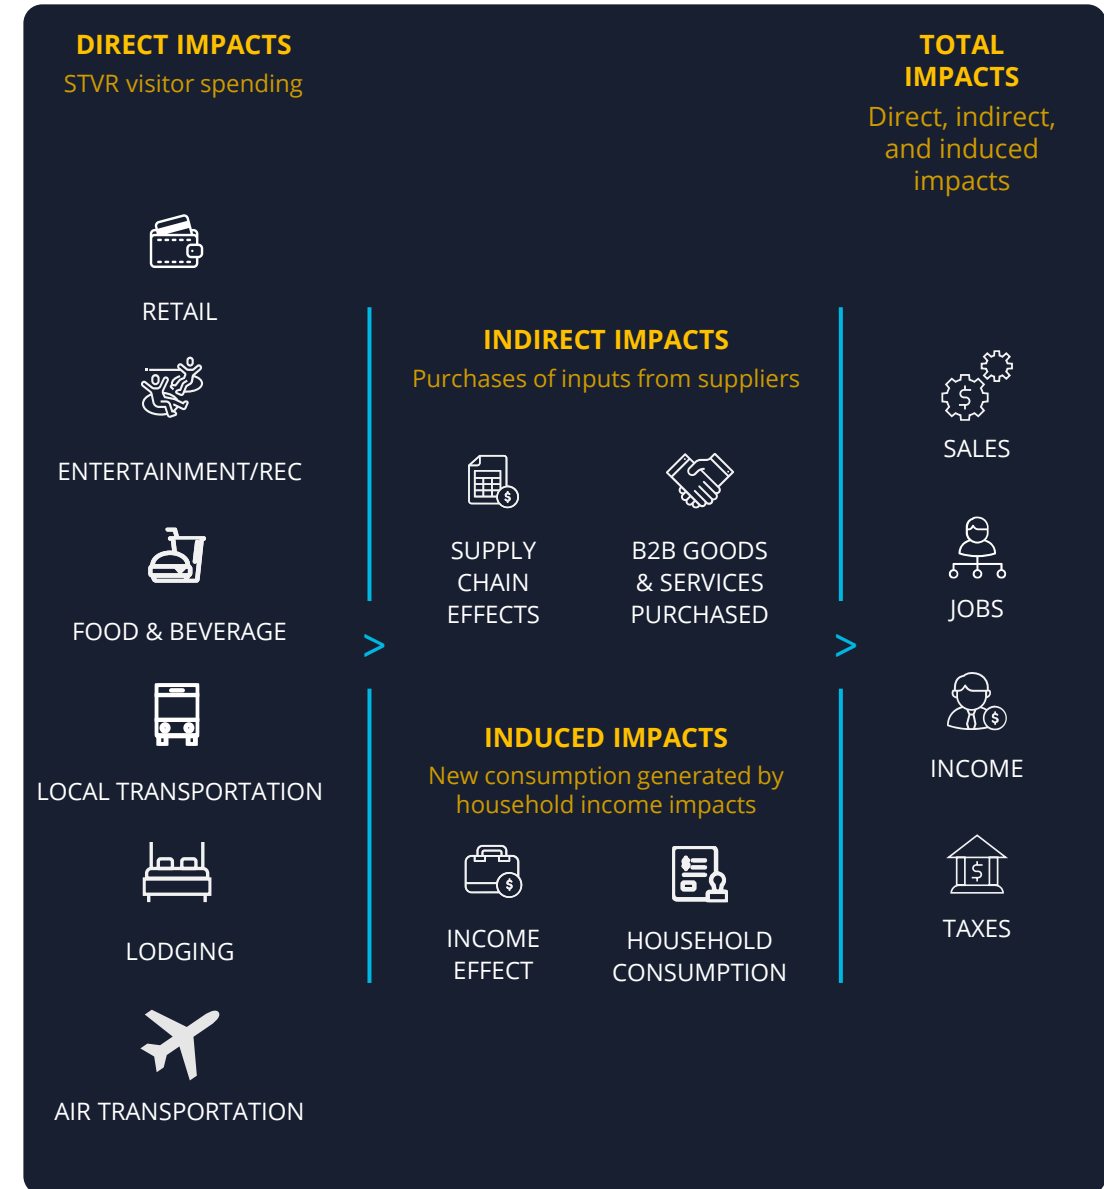 DIRECT IMPACTS
STVR visitor spending
RETAIL
ENTERTAINMENT/REC
FOOD & BEVERAGE
LOCAL TRANSPORTATION
LODGING
AIR TRANSPORTATION
>
INDIRECT IMPACTS
Purchases of inputs from suppliers
SUPPLY
CHAIN
EFFECTS
B2B GOODS
& SERVICES
PURCHASED
INDUCED IMPACTS
New consumption generated by
household income impacts
INCOME
EFFECT
HOUSEHOLD
CONSUMPTION
>
TOTAL
IMPACTS
Direct, indirect,
and induced
impacts
SALES
JOBS
INCOME
TAXES